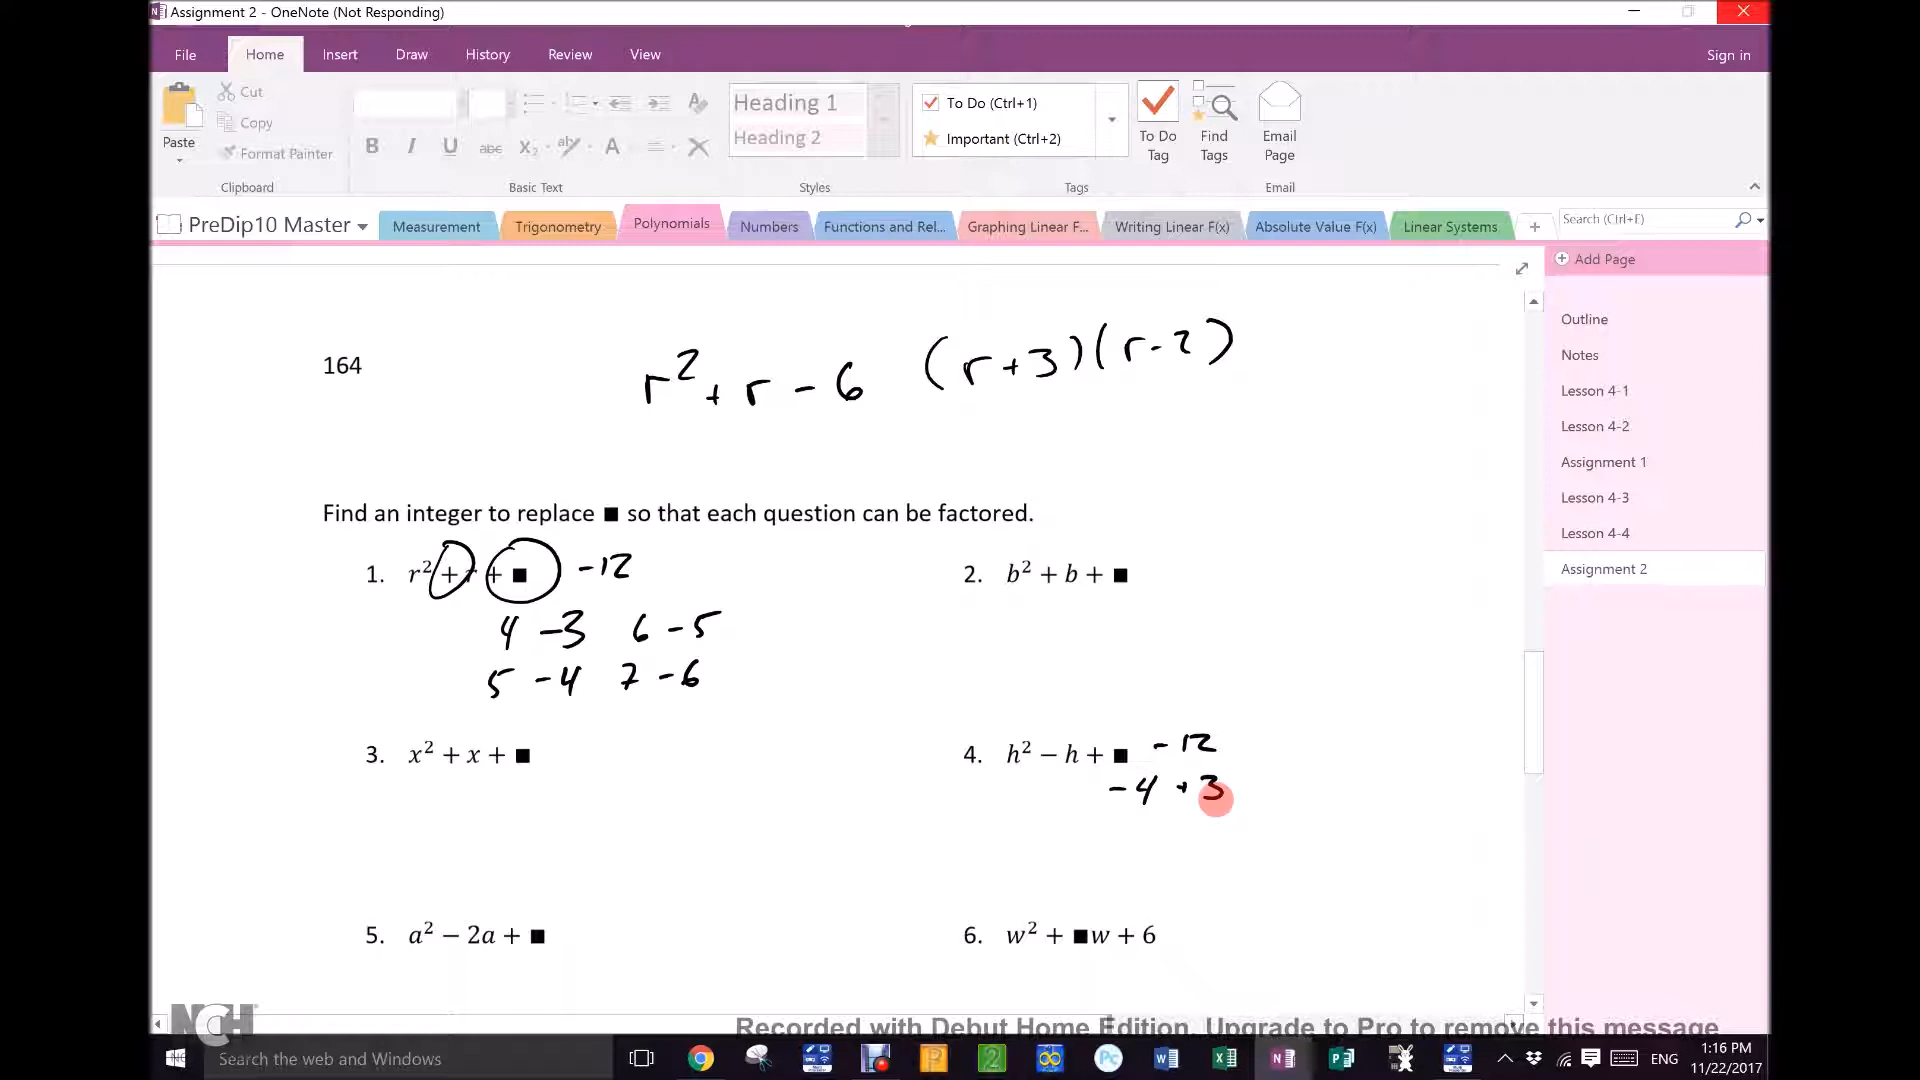 Assignment 2 - OneNote (Not Responding)
File Home Insert Draw History Review View Sign in
Paste Cut Copy Format Painter
B I U abc X₂ ab A
Heading 1
Heading 2
To Do (Ctrl+1)
Important (Ctrl+2)
To Do Tag
Find Tags
Email Page
Clipboard Basic Text Styles Tags Email
PreDip10 Master Measurement Trigonometry Polynomials Numbers Functions and Rel... Graphing Linear F... Writing Linear F(x) Absolute Value F(x) Linear Systems + Search (Ctrl+E)
Add Page
Outline
Notes
Lesson 4-1
Lesson 4-2
Assignment 1
Lesson 4-3
Lesson 4-4
Assignment 2
164
r² + r - 6 (r+3)(r-2)
Find an integer to replace ■ so that each question can be factored.
1. r² + r + ■ -12
4 -3 6 -5
5 -4 7 -6
2. b² + b + ■
3. x² + x + ■
4. h² − h + ■ -12
-4 +3
5. a² − 2a + ■
6. w² + ■w + 6
NCH
Recorded with Debut Home Edition. Upgrade to Pro to remove this message
Search the web and Windows
ENG
1:16 PM
11/22/2017